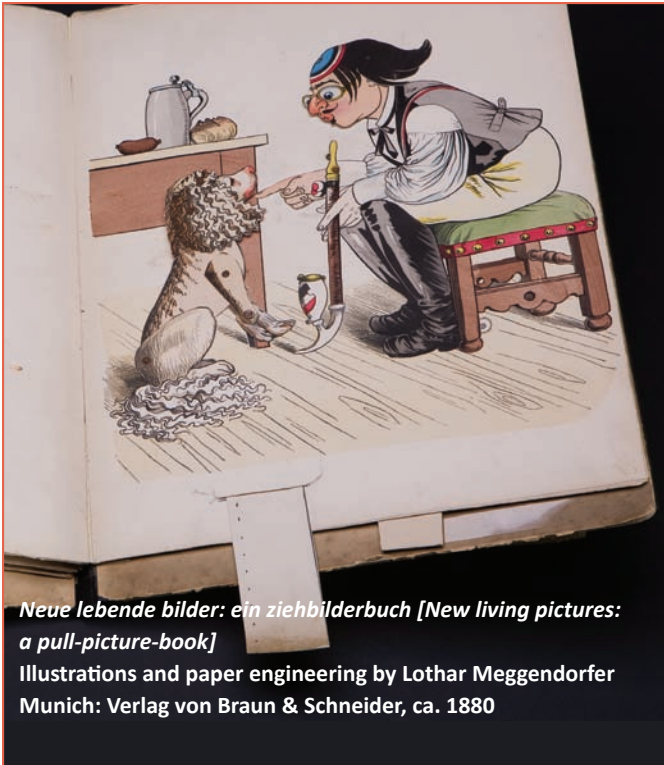 Neue lebende bilder: ein ziehbilderbuch [New living pictures:
a pull-picture-book]
Illustrations and paper engineering by Lothar Meggendorfer
Munich: Verlag von Braun & Schneider, ca. 1880